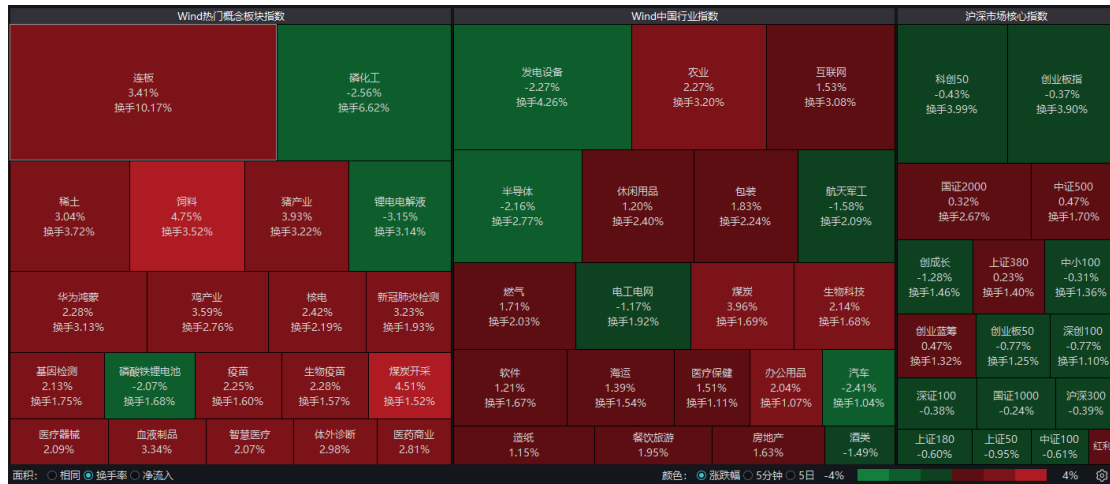 Wind热门概念板块指数
连板
3.41%
换手10.17%
磷化工
-2.56%
换手6.62%
稀土
3.04%
换手3.72%
饲料
4.75%
换手3.52%
猪产业
3.93%
换手3.22%
锂电电解液
-3.15%
换手3.14%
华为鸿蒙
2.28%
换手3.13%
鸡产业
3.59%
换手2.76%
核电
2.42%
换手2.19%
新冠肺炎检测
3.23%
换手1.93%
基因检测
2.13%
换手1.75%
磷酸铁锂电池
-2.07%
换手1.68%
疫苗
2.25%
换手1.60%
生物疫苗
2.28%
换手1.57%
煤炭开采
4.51%
换手1.52%
医疗器械
2.09%
血液制品
3.34%
智慧医疗
2.07%
体外诊断
2.98%
医药商业
2.81%
Wind中国行业指数
发电设备
-2.27%
换手4.26%
农业
2.27%
换手3.20%
互联网
1.53%
换手3.08%
半导体
-2.16%
换手2.77%
休闲用品
1.20%
换手2.40%
包装
1.83%
换手2.24%
航天军工
-1.58%
换手2.09%
燃气
1.71%
换手2.03%
电工电网
-1.17%
换手1.92%
煤炭
3.96%
换手1.69%
生物科技
2.14%
换手1.68%
软件
1.21%
换手1.67%
海运
1.39%
换手1.54%
医疗保健
1.51%
换手1.11%
办公用品
2.04%
换手1.07%
汽车
-2.41%
换手1.04%
造纸
1.15%
餐饮旅游
1.95%
房地产
1.63%
酒类
-1.49%
沪深市场核心指数
科创50
-0.43%
换手3.99%
创业板指
-0.37%
换手3.90%
国证2000
0.32%
换手2.67%
中证500
0.47%
换手1.70%
创成长
-1.28%
换手1.46%
上证380
0.23%
换手1.40%
中小100
-0.31%
换手1.36%
创业蓝筹
0.47%
换手1.32%
创业板50
-0.77%
换手1.25%
深创100
-0.77%
换手1.10%
深证100
-0.38%
国证1000
-0.24%
沪深300
-0.39%
上证180
-0.60%
上证50
-0.95%
中证100
-0.61%
红利
面积: 相同 换手率 净流入
颜色: 涨跌幅 5分钟 5日 -4% 4%